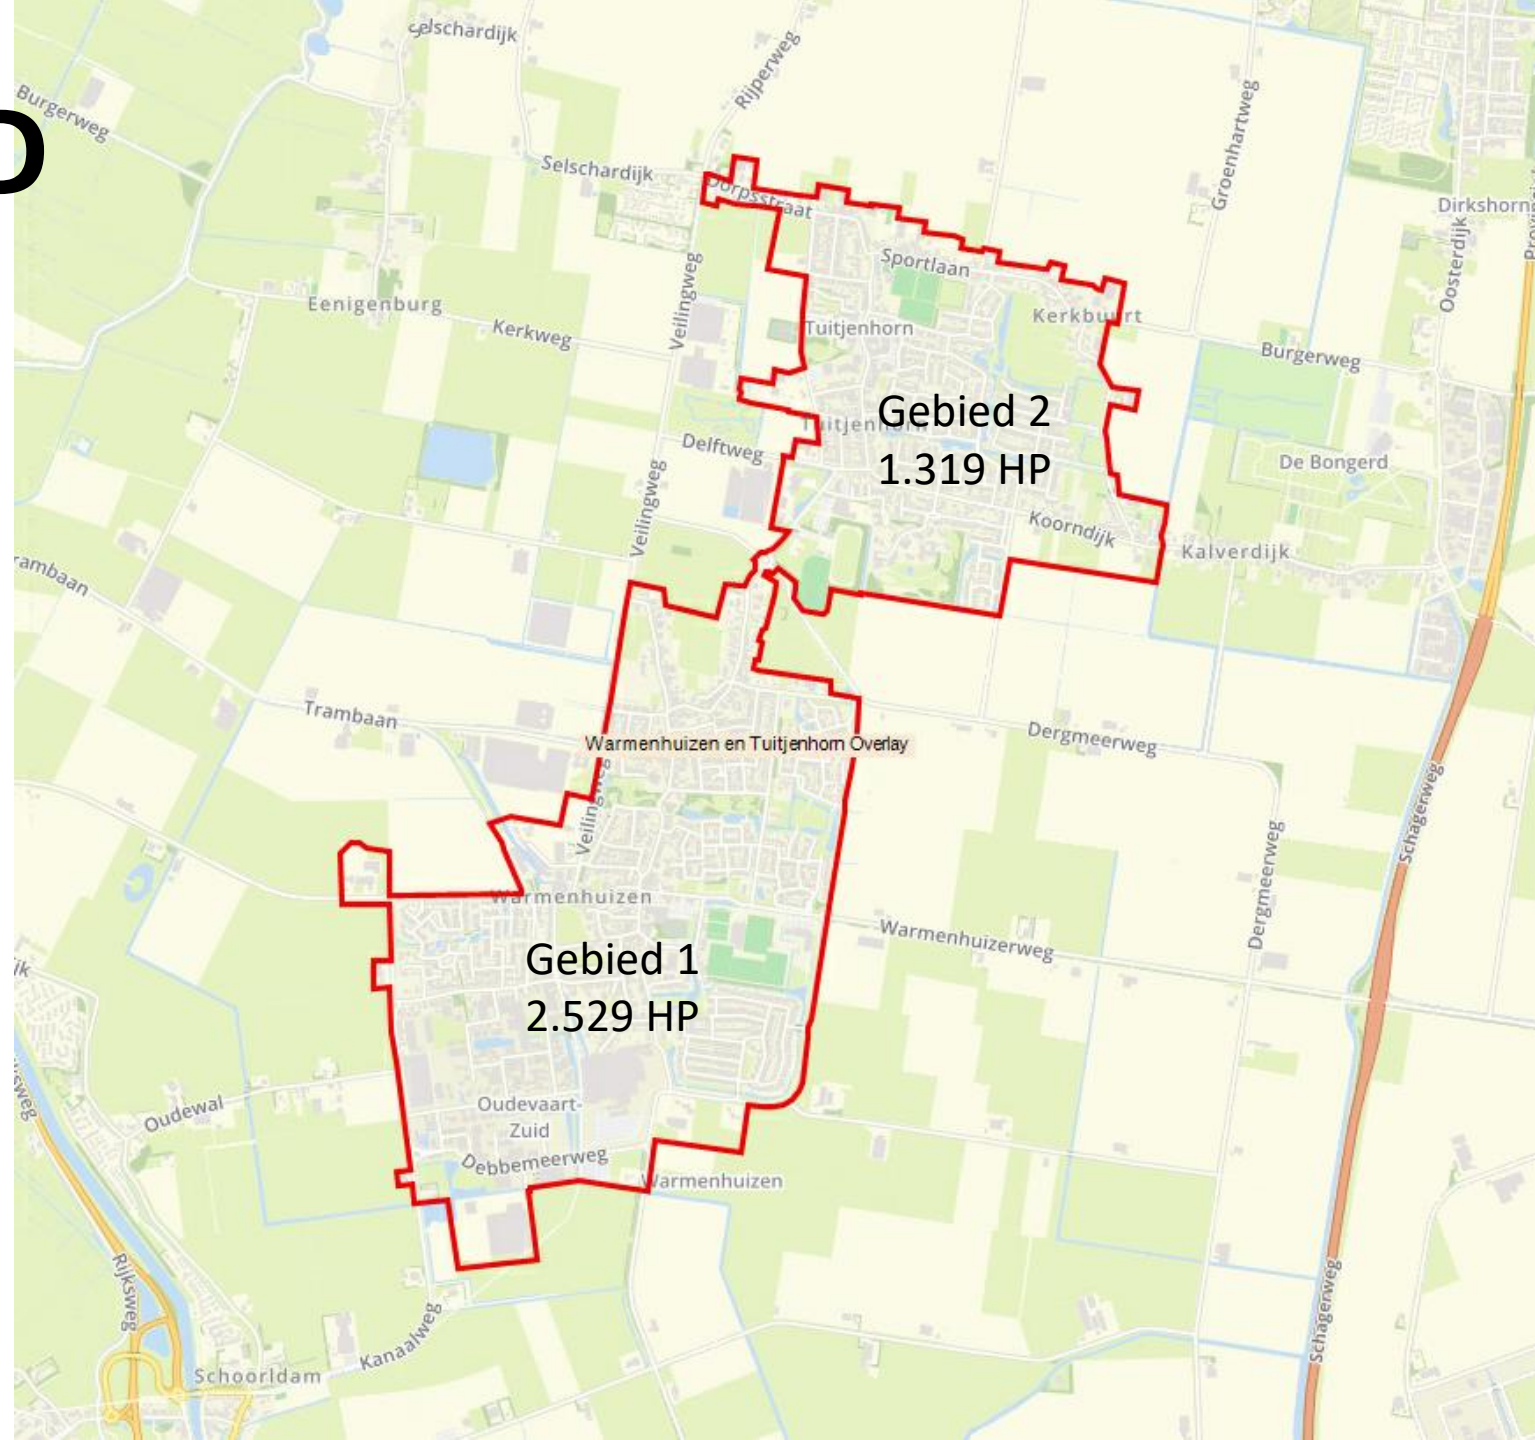 Selschardijk
Rijperweg
Burgerweg
Selschardijk
Dorpsstraat
Groenhartweg
Dirkshorn
Oosterdijk
Sportlaan
Veilingweg
Eenigenburg
Kerkweg
Tuitjenhorn
Kerkbuurt
Burgerweg
Gebied 2
Tuitjenhorn
1.319 HP
Delftweg
De Bongerd
Veilingweg
Koorndijk
Kalverdijk
rambaan
Trambaan
Warmenhuizen en Tuitjenhorn Overlay
Dergmeerweg
Veilingweg
Schagerweg
Dergmeerweg
Warmenhuizen
Warmenhuizerweg
Gebied 1
2.529 HP
Oudewal
Oudevaart-
Zuid
Debbemeerweg
Warmenhuizen
Rijksweg
Kanaalweg
Schagerweg
Schoorldam